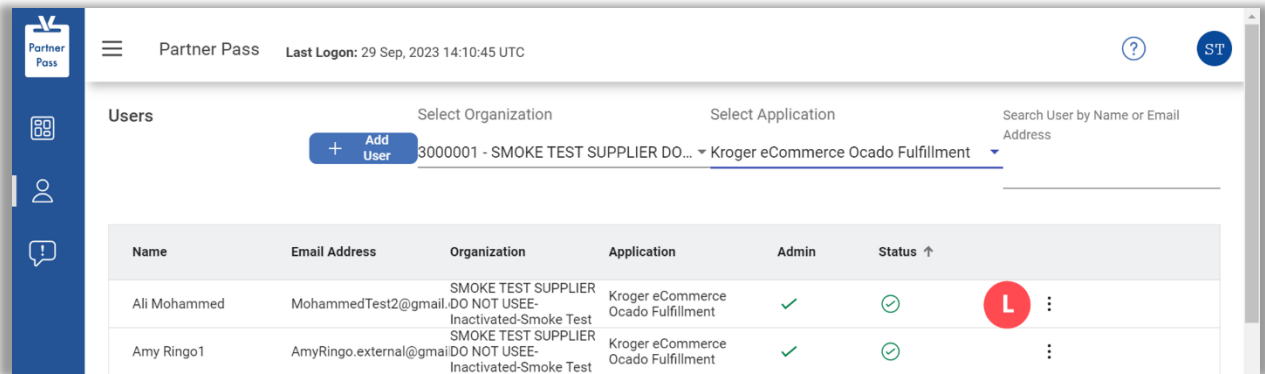 Partner
Pass
Partner Pass Last Logon: 29 Sep, 2023 14:10:45 UTC
?
ST
Users
Select Organization
Select Application
Search User by Name or Email
Address
+ Add
User
3000001 - SMOKE TEST SUPPLIER DO...
Kroger eCommerce Ocado Fulfillment
Name Email Address Organization Application Admin Status ↑
Ali Mohammed
MohammedTest2@gmail.
SMOKE TEST SUPPLIER
DO NOT USEE-
Inactivated-Smoke Test
Kroger eCommerce
Ocado Fulfillment
L
Amy Ringo1
AmyRingo.external@gmail
SMOKE TEST SUPPLIER
DO NOT USEE-
Inactivated-Smoke Test
Kroger eCommerce
Ocado Fulfillment